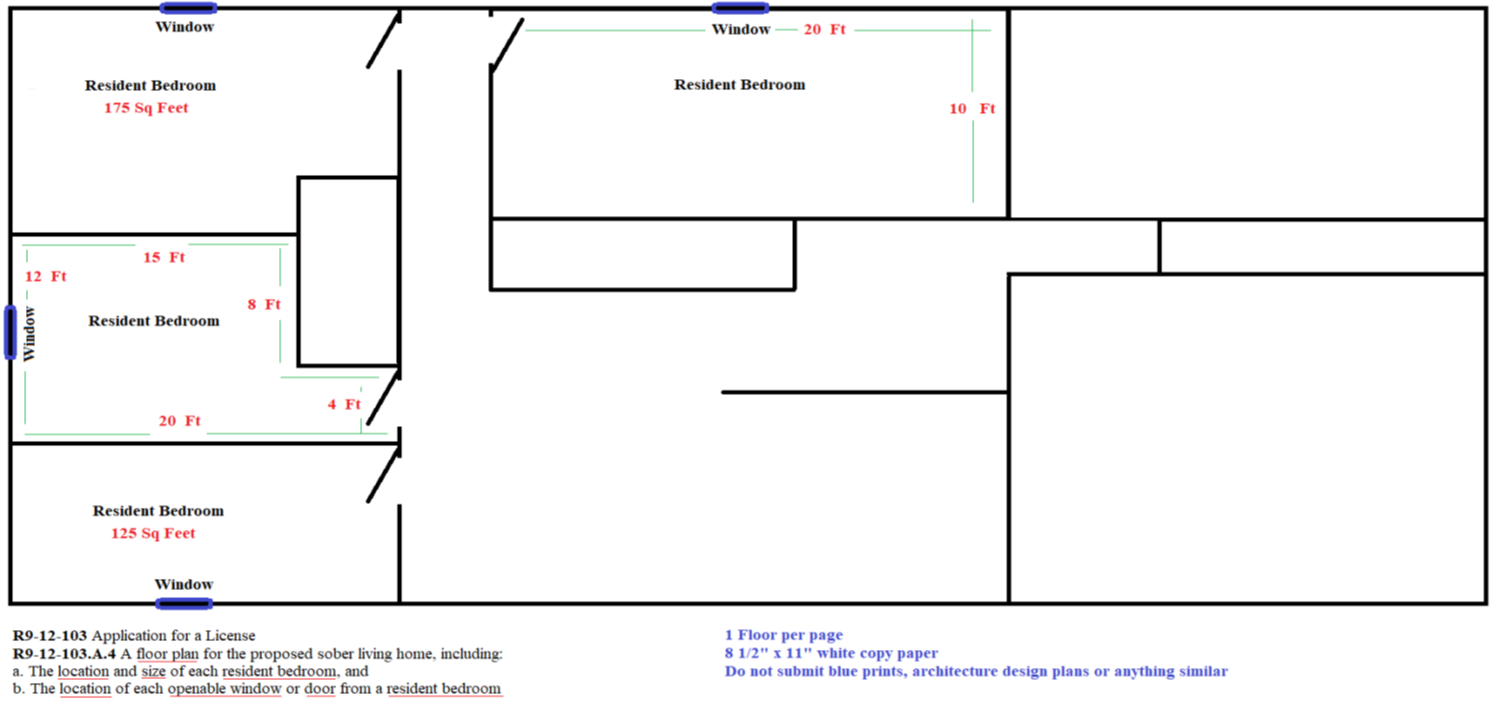 Window
Resident Bedroom
175 Sq Feet
Window 20 Ft
Resident Bedroom
10 Ft
15 Ft
12 Ft
8 Ft
Window
Resident Bedroom
4 Ft
20 Ft
Resident Bedroom
125 Sq Feet
Window
R9-12-103 Application for a License
R9-12-103.A.4 A floor plan for the proposed sober living home, including:
a. The location and size of each resident bedroom, and
b. The location of each openable window or door from a resident bedroom
1 Floor per page
8 1/2" x 11" white copy paper
Do not submit blue prints, architecture design plans or anything similar